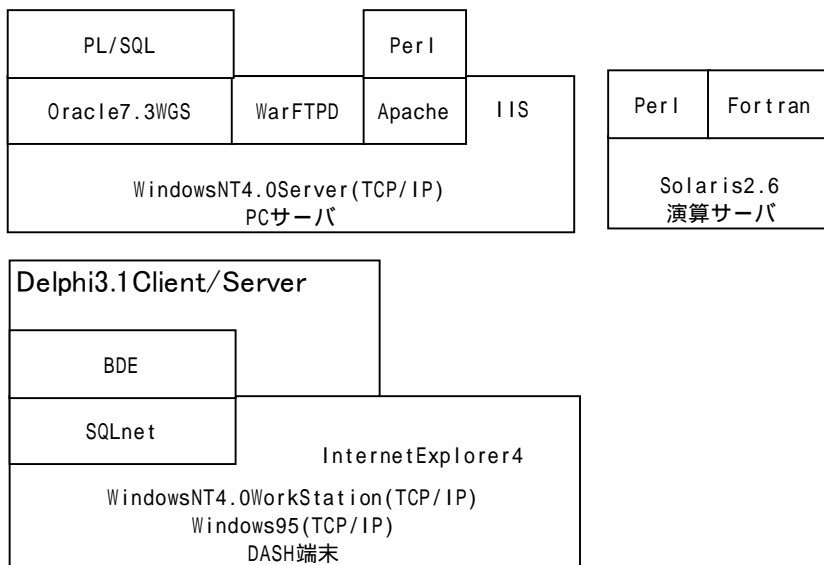 PL/SQL
Perl
Oracle7.3WGS
WarFTPD
Apache
IIS
WindowsNT4.0Server(TCP/IP)
PCサーバ
Perl
Fortran
Solaris2.6
演算サーバ
Delphi3.1Client/Server
BDE
SQLnet
InternetExplorer4
WindowsNT4.0WorkStation(TCP/IP)
Windows95(TCP/IP)
DASH端末